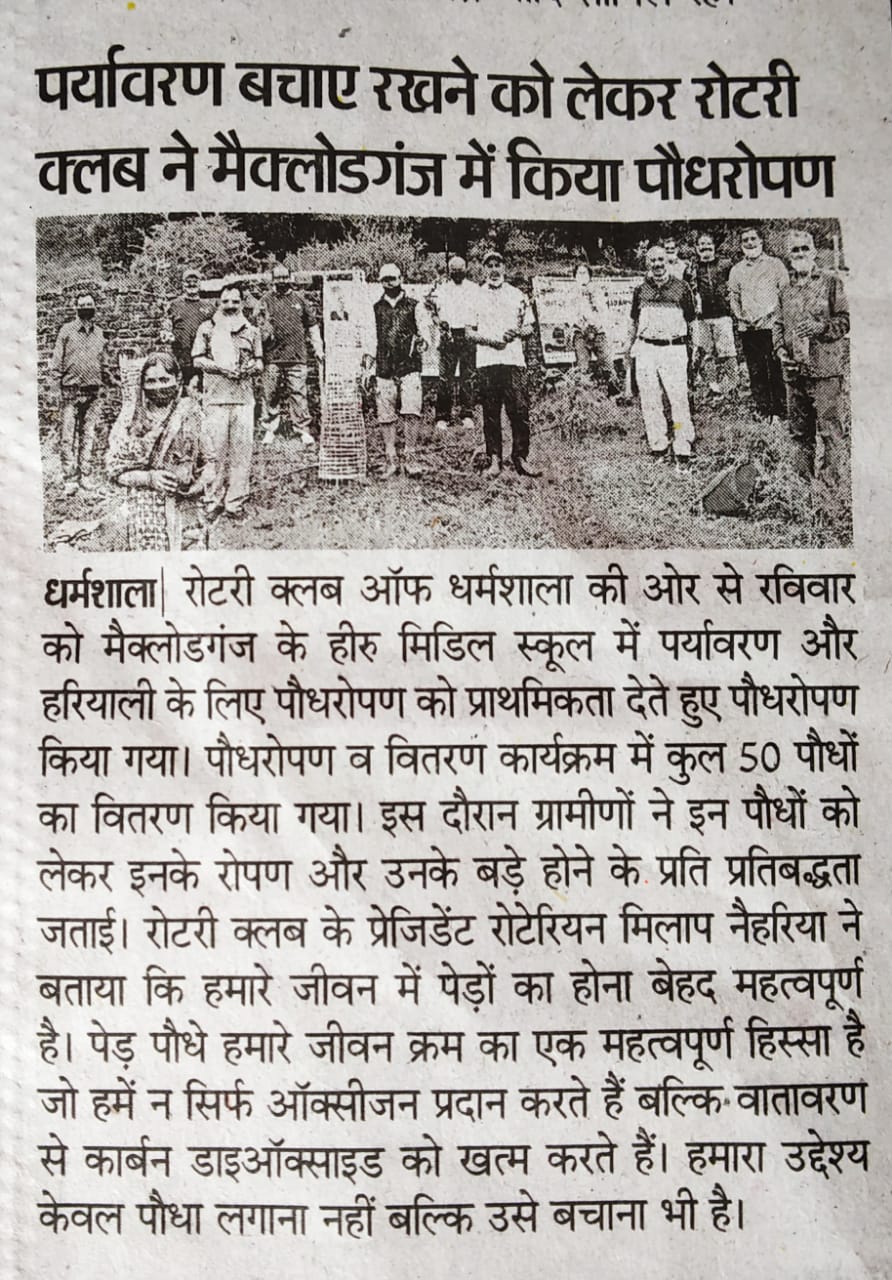 पर्यावरण बचाए रखने को लेकर रोटरी
क्लब ने मैक्लोडगंज में किया पौधरोपण
धर्मशाला| रोटरी क्लब ऑफ धर्मशाला की ओर से रविवार
को मैक्लोडगंज के हीरु मिडिल स्कूल में पर्यावरण और
हरियाली के लिए पौधरोपण को प्राथमिकता देते हुए पौधरोपण
किया गया। पौधरोपण व वितरण कार्यक्रम में कुल 50 पौधों
का वितरण किया गया। इस दौरान ग्रामीणों ने इन पौधों को
लेकर इनके रोपण और उनके बड़े होने के प्रति प्रतिबद्धता
जताई। रोटरी क्लब के प्रेजिडेंट रोटेरियन मिलाप नैहरिया ने
बताया कि हमारे जीवन में पेड़ों का होना बेहद महत्वपूर्ण
है। पेड़ पौधे हमारे जीवन क्रम का एक महत्वपूर्ण हिस्सा है
जो हमें न सिर्फ ऑक्सीजन प्रदान करते हैं बल्कि वातावरण
से कार्बन डाइऑक्साइड को खत्म करते हैं। हमारा उद्देश्य
केवल पौधा लगाना नहीं बल्कि उसे बचाना भी है।